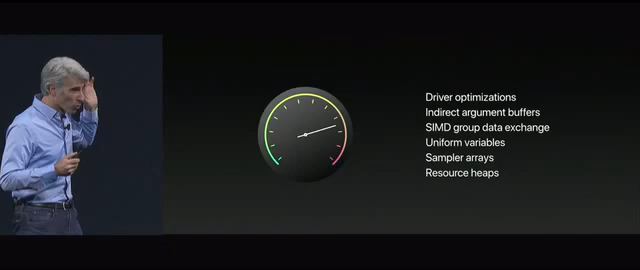 Driver optimizations
Indirect argument buffers
SIMD group data exchange
Uniform variables
Sampler arrays
Resource heaps